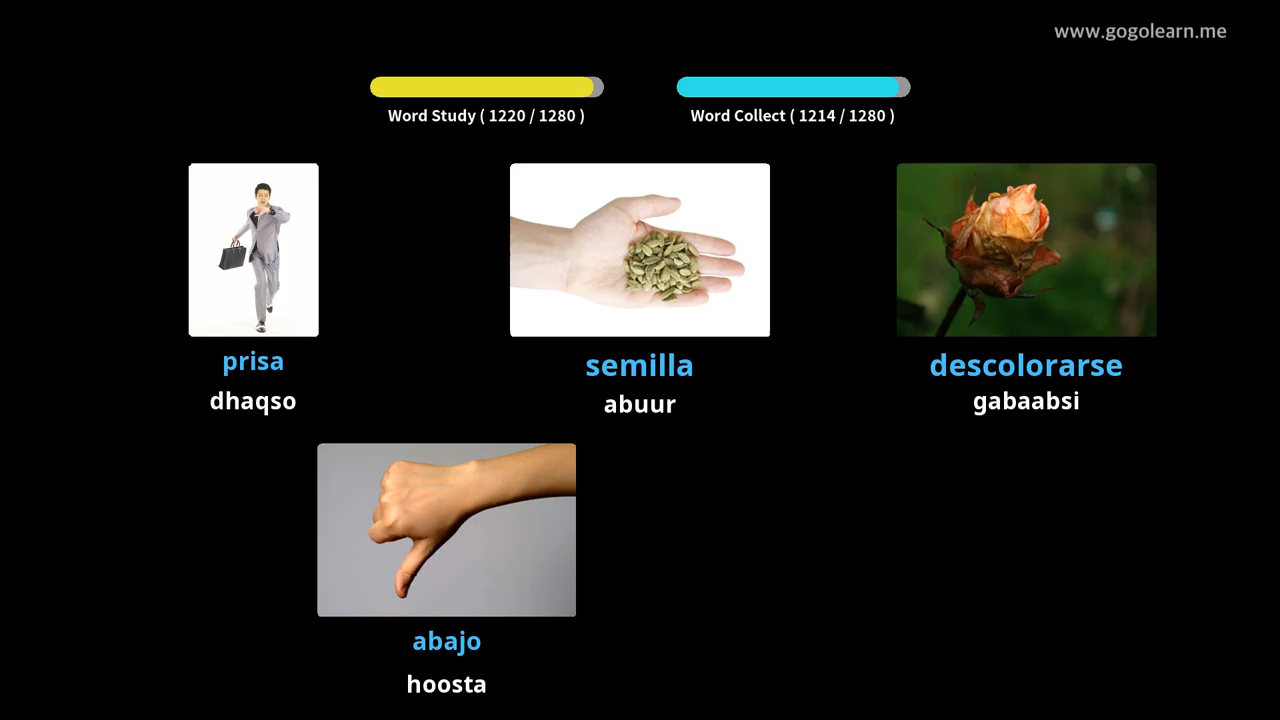 www.gogolearn.me
Word Study ( 1220 / 1280 )
Word Collect ( 1214 / 1280 )
prisa
dhaqso
semilla
abuur
descolorarse
gabaabsi
abajo
hoosta